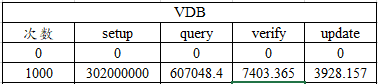 VDB
次数 setup query verify update
0 0 0 0 0
1000 302000000 607048.4 7403.365 3928.157